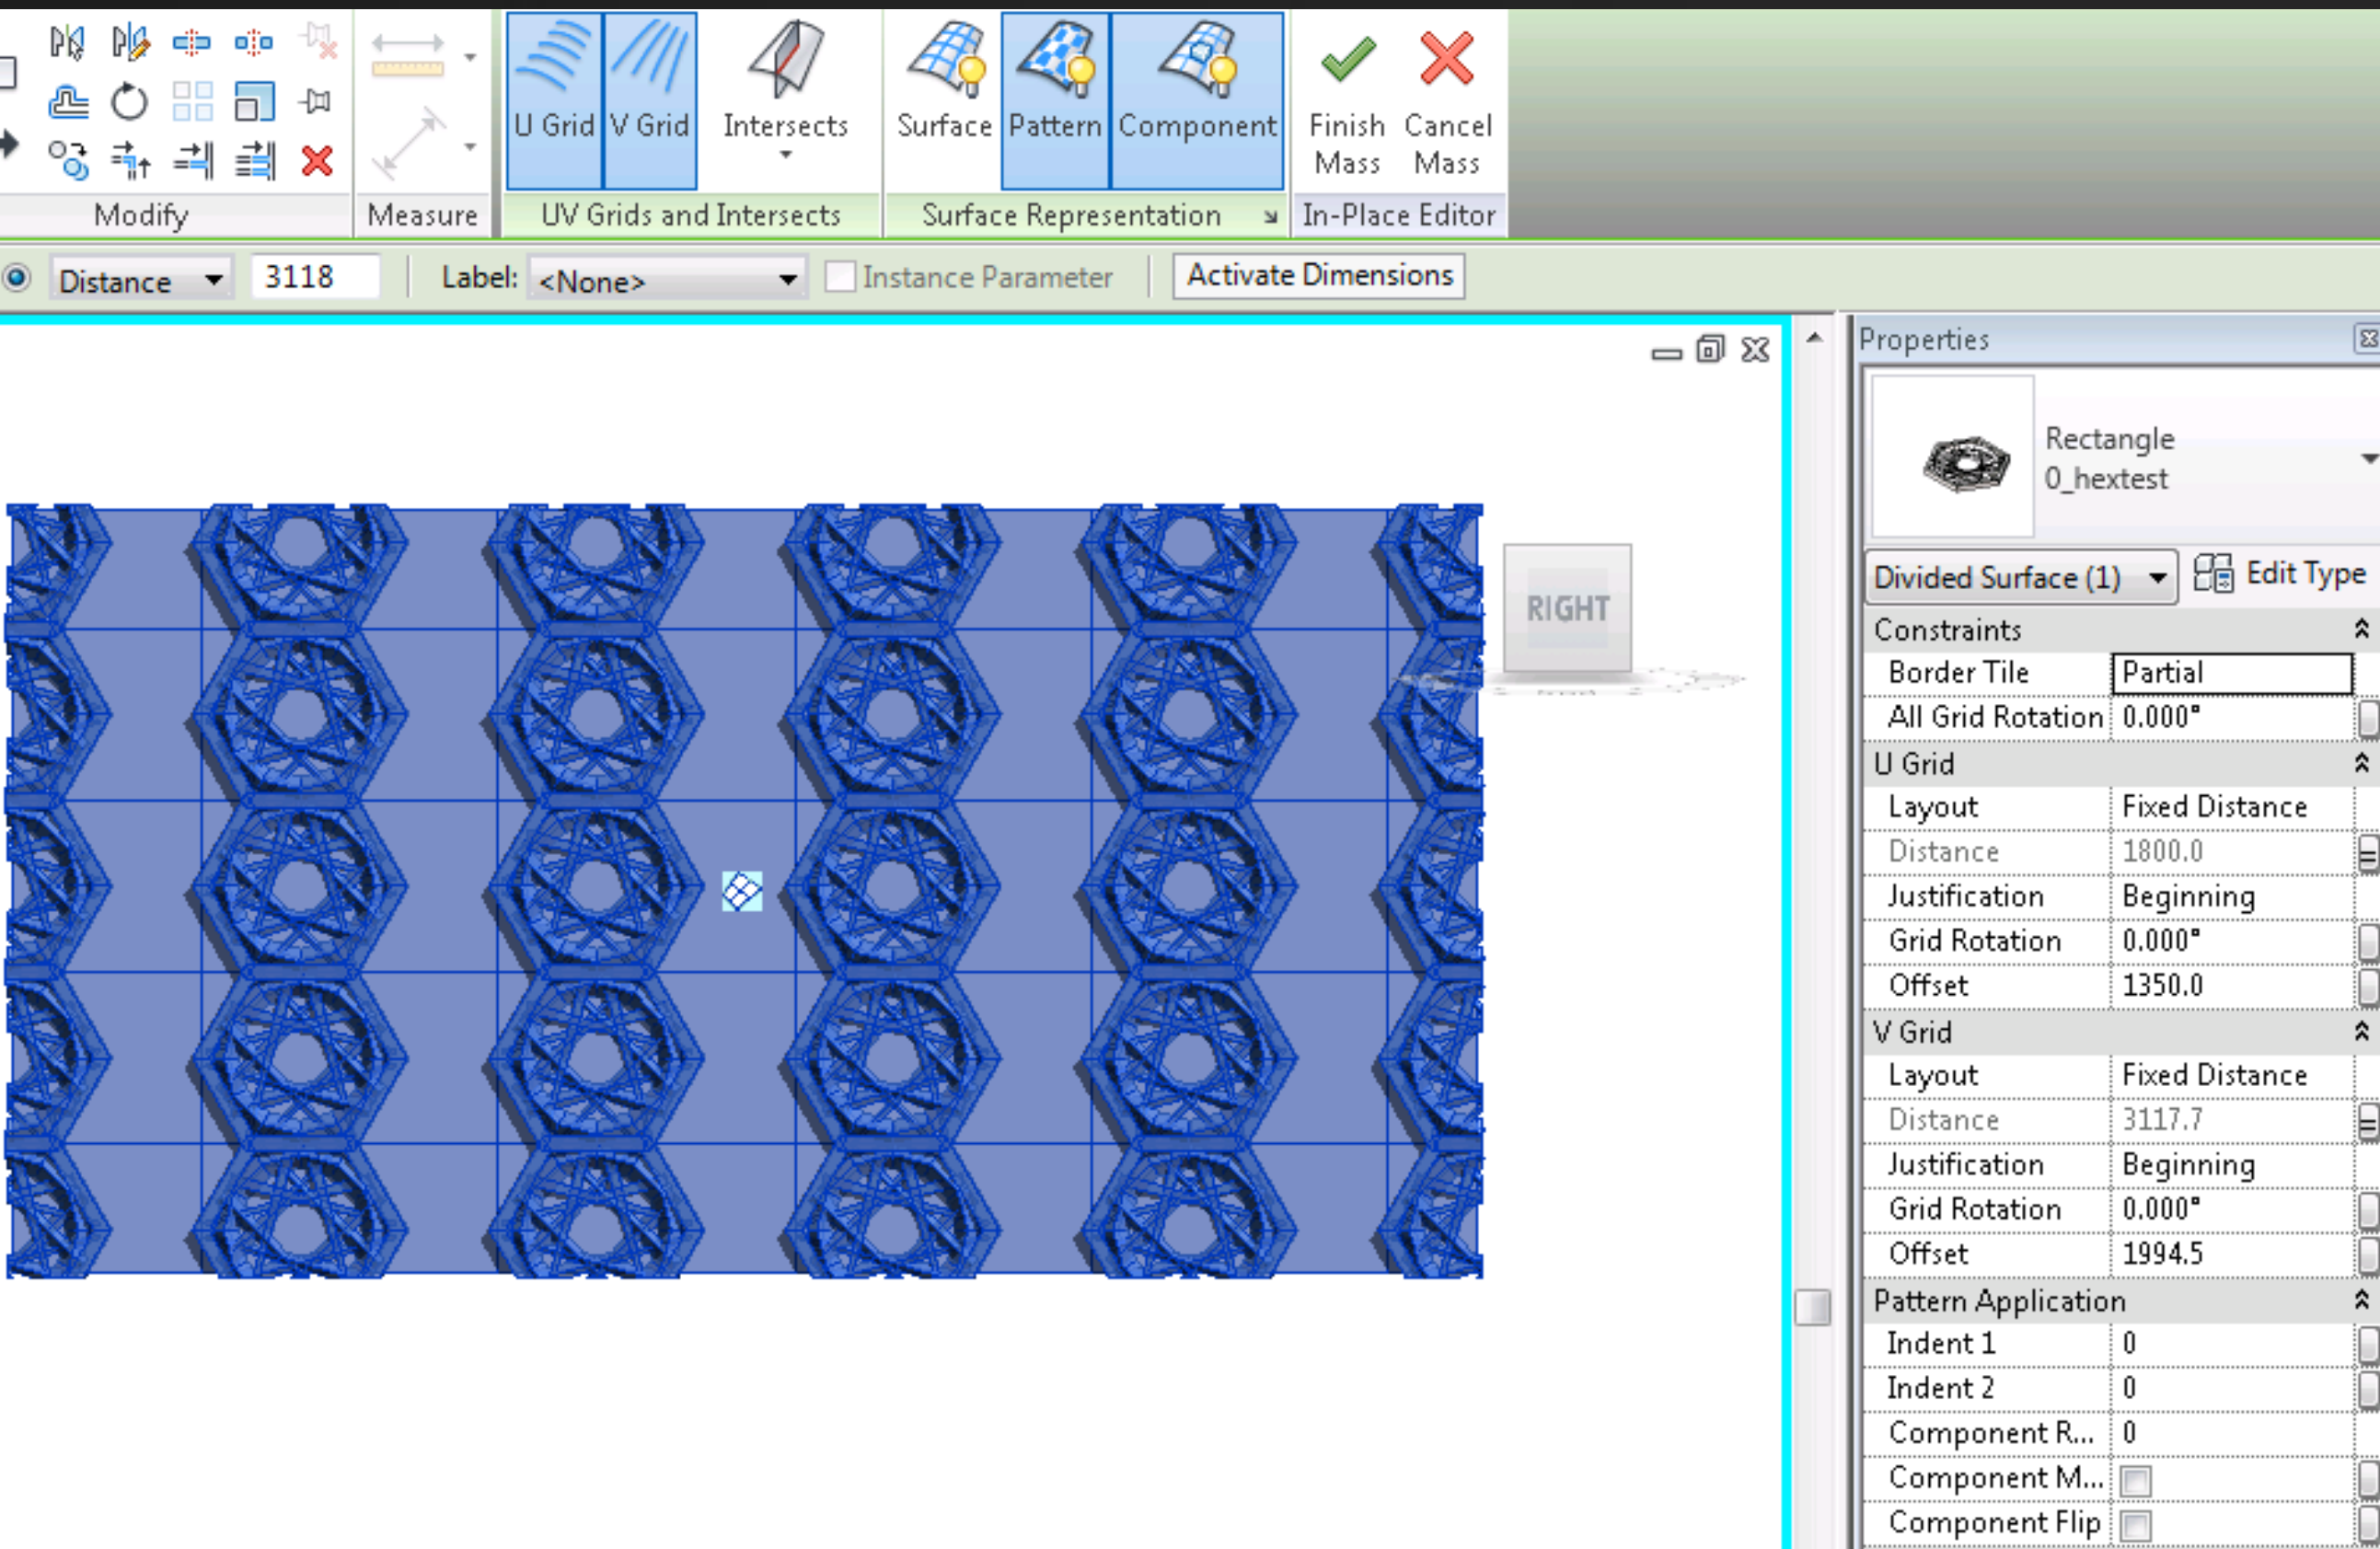 U Grid V Grid Intersects Surface Pattern Component Finish Mass Cancel Mass
Modify Measure UV Grids and Intersects Surface Representation In-Place Editor
Distance 3118 Label: <None> Instance Parameter Activate Dimensions
Properties
Rectangle
0_hextest
RIGHT
Divided Surface (1) Edit Type
Constraints
Border Tile Partial
All Grid Rotation 0.000°
U Grid
Layout Fixed Distance
Distance 1800.0
Justification Beginning
Grid Rotation 0.000°
Offset 1350.0
V Grid
Layout Fixed Distance
Distance 3117.7
Justification Beginning
Grid Rotation 0.000°
Offset 1994.5
Pattern Application
Indent 1 0
Indent 2 0
Component R... 0
Component M...
Component Flip